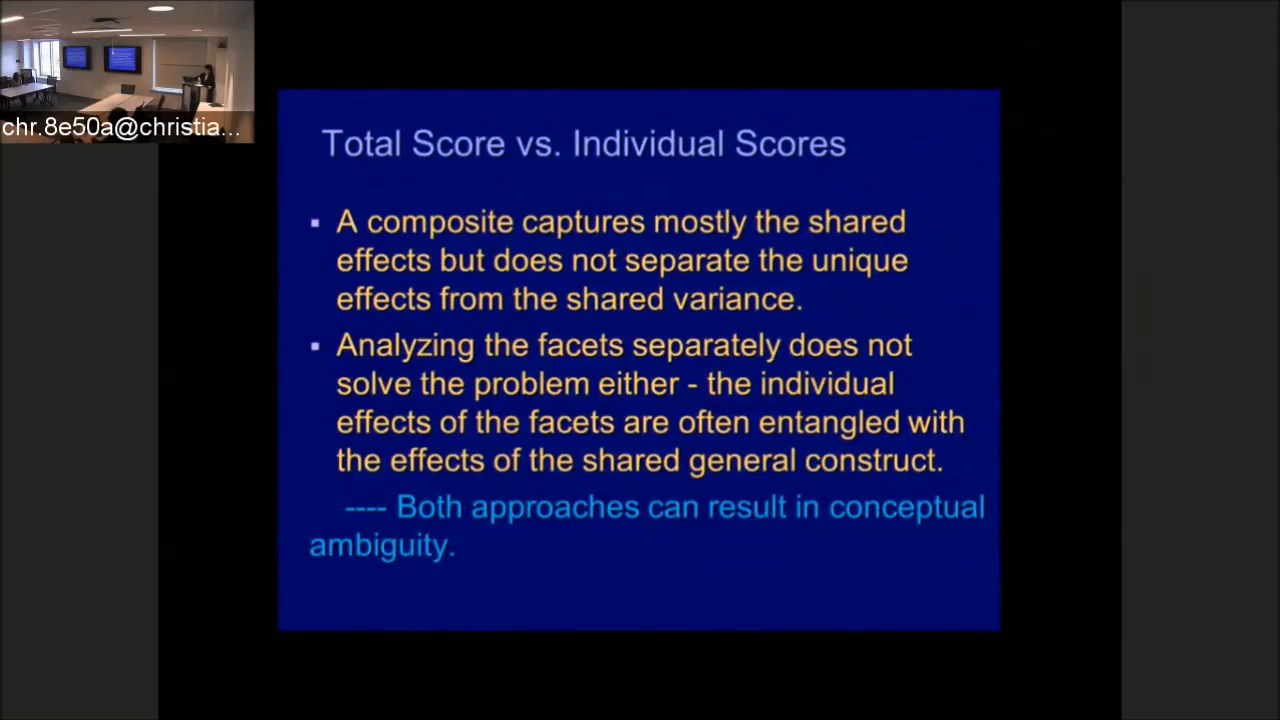 chr.8e50a@christia...
Total Score vs. Individual Scores
▪ A composite captures mostly the shared
effects but does not separate the unique
effects from the shared variance.
▪ Analyzing the facets separately does not
solve the problem either - the individual
effects of the facets are often entangled with
the effects of the shared general construct.
---- Both approaches can result in conceptual
ambiguity.